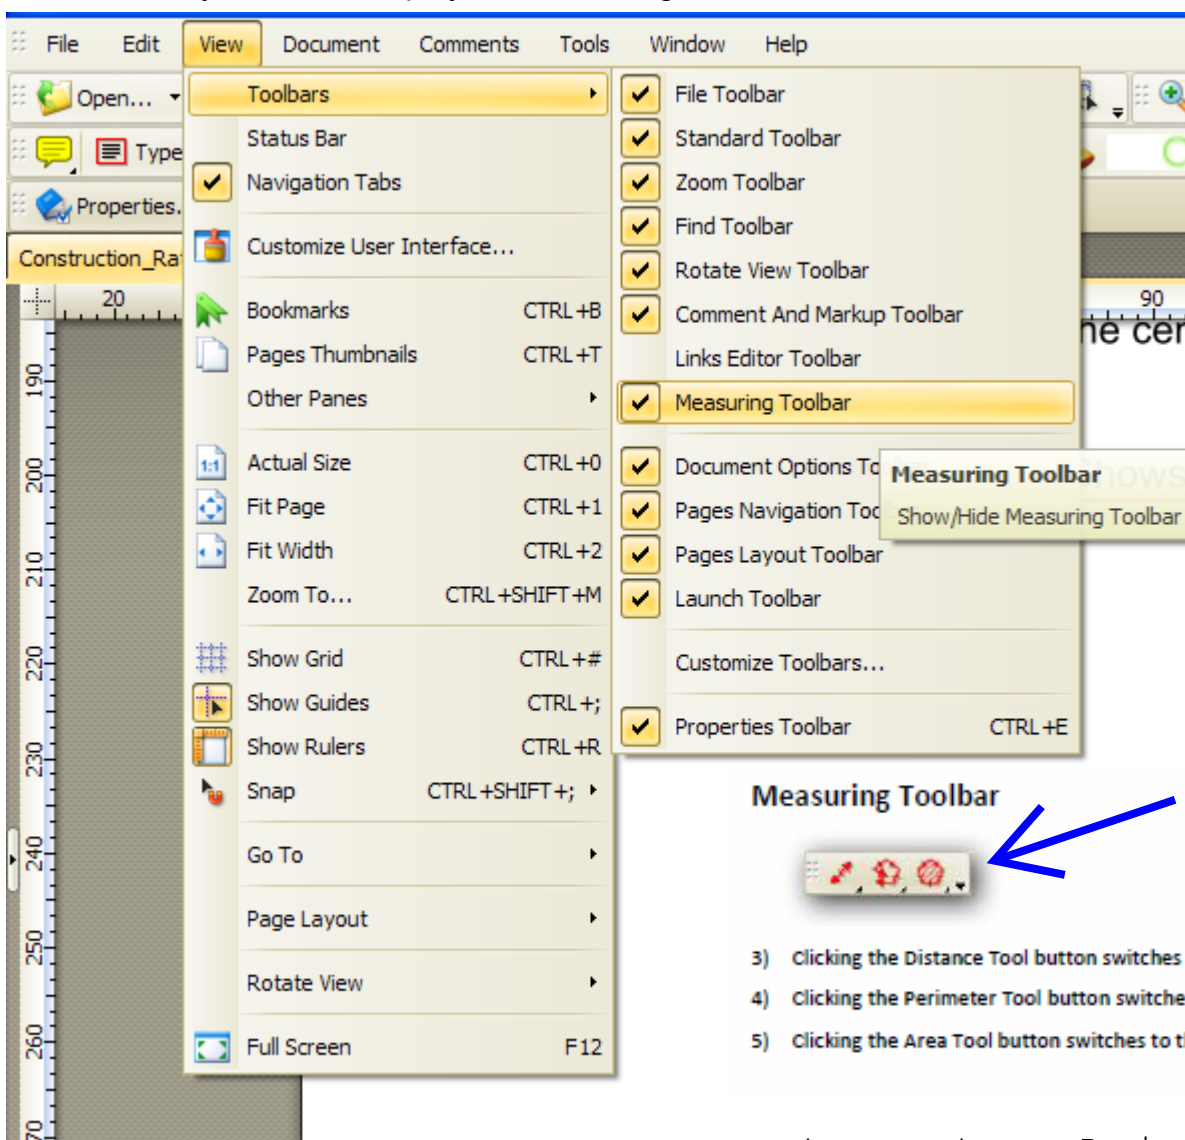 File Edit View Document Comments Tools Window Help
Open...
Type
Properties.
Construction_Ra
Toolbars
Status Bar
Navigation Tabs
Customize User Interface...
Bookmarks CTRL+B
Pages Thumbnails CTRL+T
Other Panes
Actual Size CTRL+0
Fit Page CTRL+1
Fit Width CTRL+2
Zoom To... CTRL+SHIFT+M
Show Grid CTRL+#
Show Guides CTRL+;
Show Rulers CTRL+R
Snap CTRL+SHIFT+;
Go To
Page Layout
Rotate View
Full Screen F12
File Toolbar
Standard Toolbar
Zoom Toolbar
Find Toolbar
Rotate View Toolbar
Comment And Markup Toolbar
Links Editor Toolbar
Measuring Toolbar
Document Options To
Pages Navigation Too
Pages Layout Toolbar
Launch Toolbar
Customize Toolbars...
Properties Toolbar CTRL+E
Measuring Toolbar
Show/Hide Measuring Toolbar
20
90
he cer
hows
190
200
210
220
230
240
250
260
70
1:1
Measuring Toolbar
3) Clicking the Distance Tool button switches
4) Clicking the Perimeter Tool button switche
5) Clicking the Area Tool button switches to t